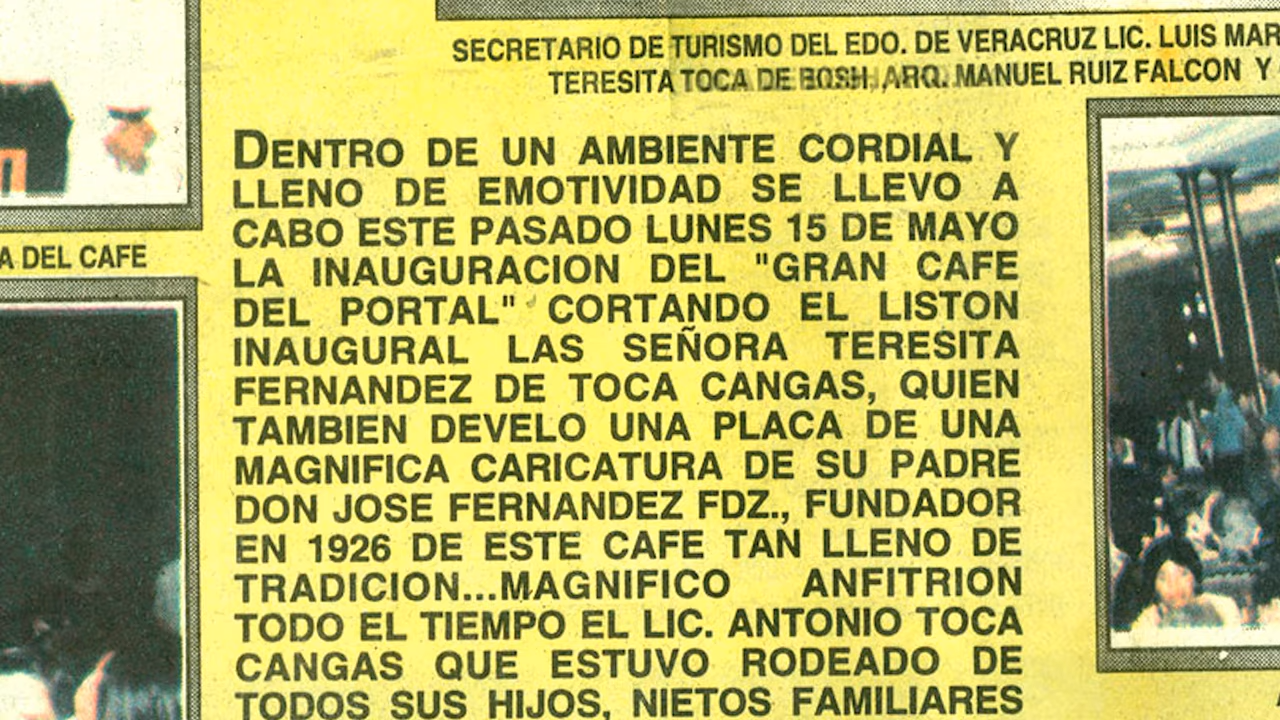 SECRETARIO DE TURISMO DEL EDO. DE VERACRUZ LIC. LUIS MAR
TERESITA TOCA DE BOSH, ARQ. MANUEL RUIZ FALCON Y
A DEL CAFE
DENTRO DE UN AMBIENTE CORDIAL Y
LLENO DE EMOTIVIDAD SE LLEVO A
CABO ESTE PASADO LUNES 15 DE MAYO
LA INAUGURACION DEL "GRAN CAFE
DEL PORTAL" CORTANDO EL LISTON
INAUGURAL LAS SEÑORA TERESITA
FERNANDEZ DE TOCA CANGAS, QUIEN
TAMBIEN DEVELO UNA PLACA DE UNA
MAGNIFICA CARICATURA DE SU PADRE
DON JOSE FERNANDEZ FDZ., FUNDADOR
EN 1926 DE ESTE CAFE TAN LLENO DE
TRADICION...MAGNIFICO ANFITRION
TODO EL TIEMPO EL LIC. ANTONIO TOCA
CANGAS QUE ESTUVO RODEADO DE
TODOS SUS HIJOS, NIETOS FAMILIARES